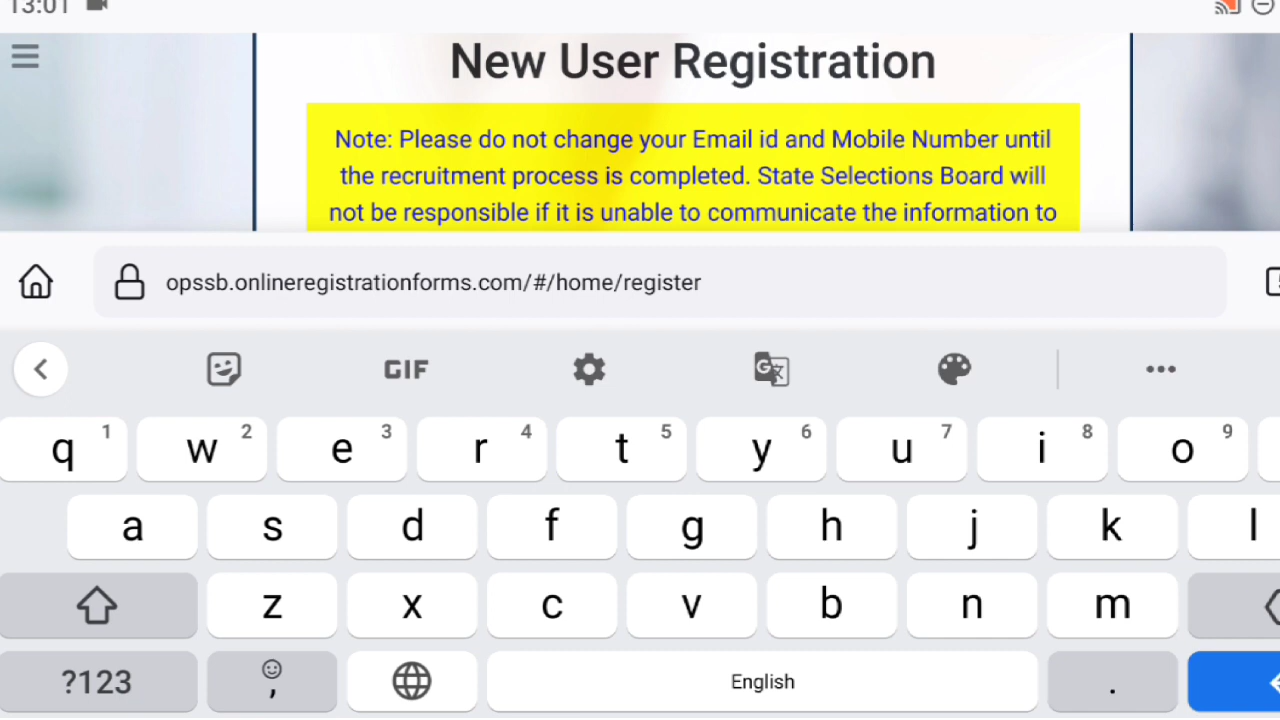 13:01
New User Registration
Note: Please do not change your Email id and Mobile Number until
the recruitment process is completed. State Selections Board will
not be responsible if it is unable to communicate the information to
opssb.onlineregistrationforms.com/#/home/register
GIF
q 1 w 2 e 3 r 4 t 5 y 6 u 7 i 8 o 9
a s d f g h j k l
z x c v b n m
?123 , English .